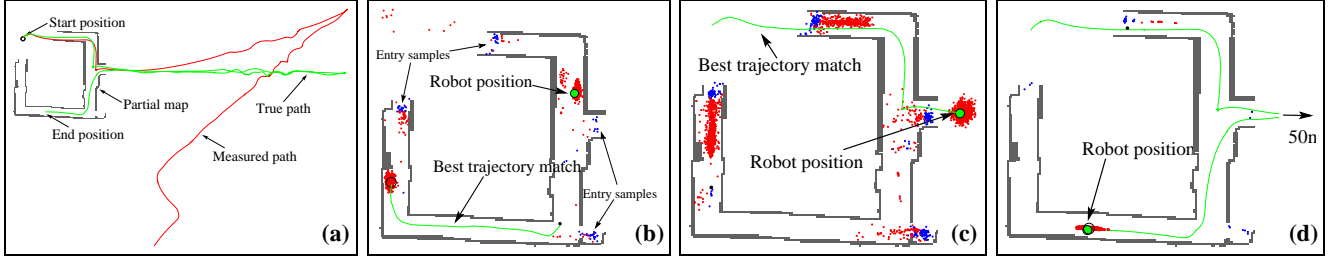 Start position
Partial map
True path
End position
Measured path
(a)
Entry samples
Robot position
Best trajectory match
Entry samples
(b)
Best trajectory match
Robot position
(c)
50n
Robot position
(d)